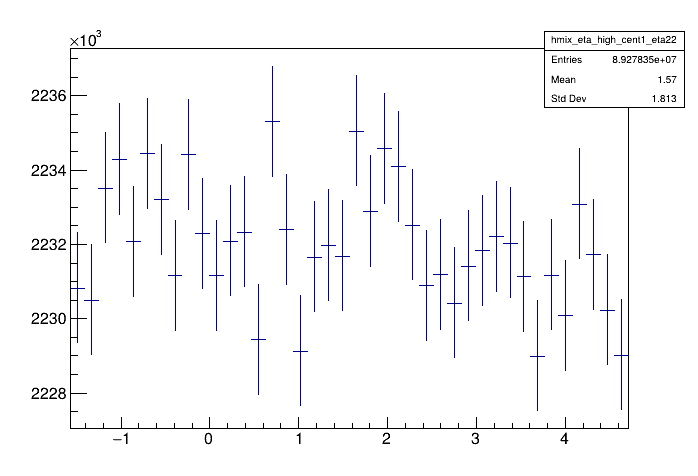 ×10³
hmix_eta_high_cent1_eta22
Entries 8.927835e+07
Mean 1.57
Std Dev 1.813
2236
2234
2232
2230
2228
−1 0 1 2 3 4